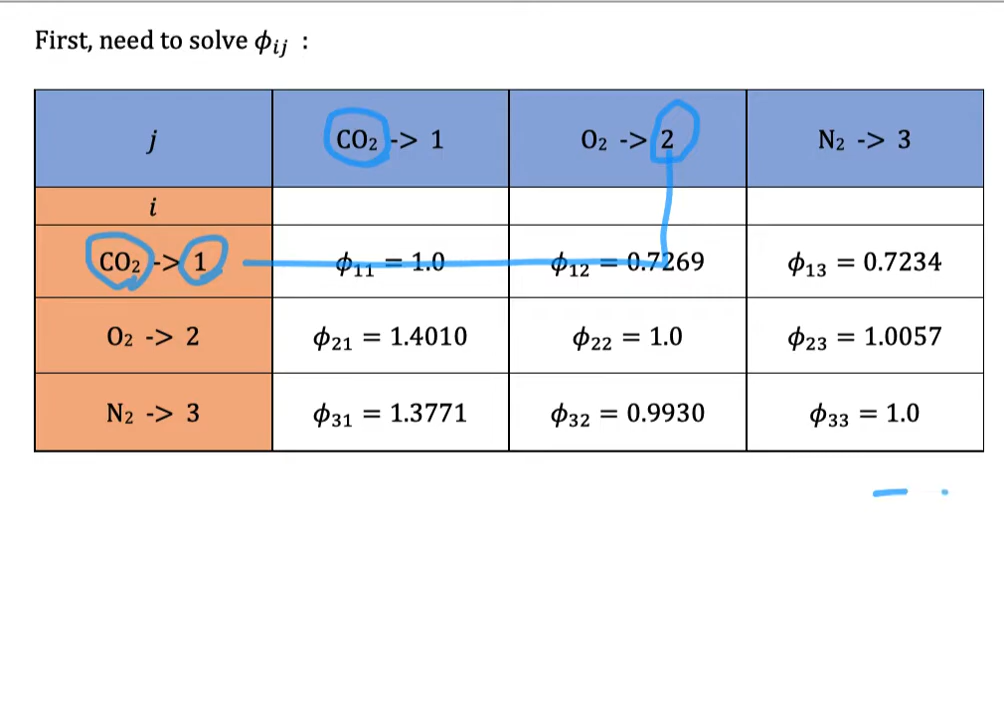 First, need to solve ϕij :
j CO2 -> 1 O2 -> 2 N2 -> 3
i
CO2 -> 1 ϕ11 = 1.0 ϕ12 = 0.7269 ϕ13 = 0.7234
O2 -> 2 ϕ21 = 1.4010 ϕ22 = 1.0 ϕ23 = 1.0057
N2 -> 3 ϕ31 = 1.3771 ϕ32 = 0.9930 ϕ33 = 1.0